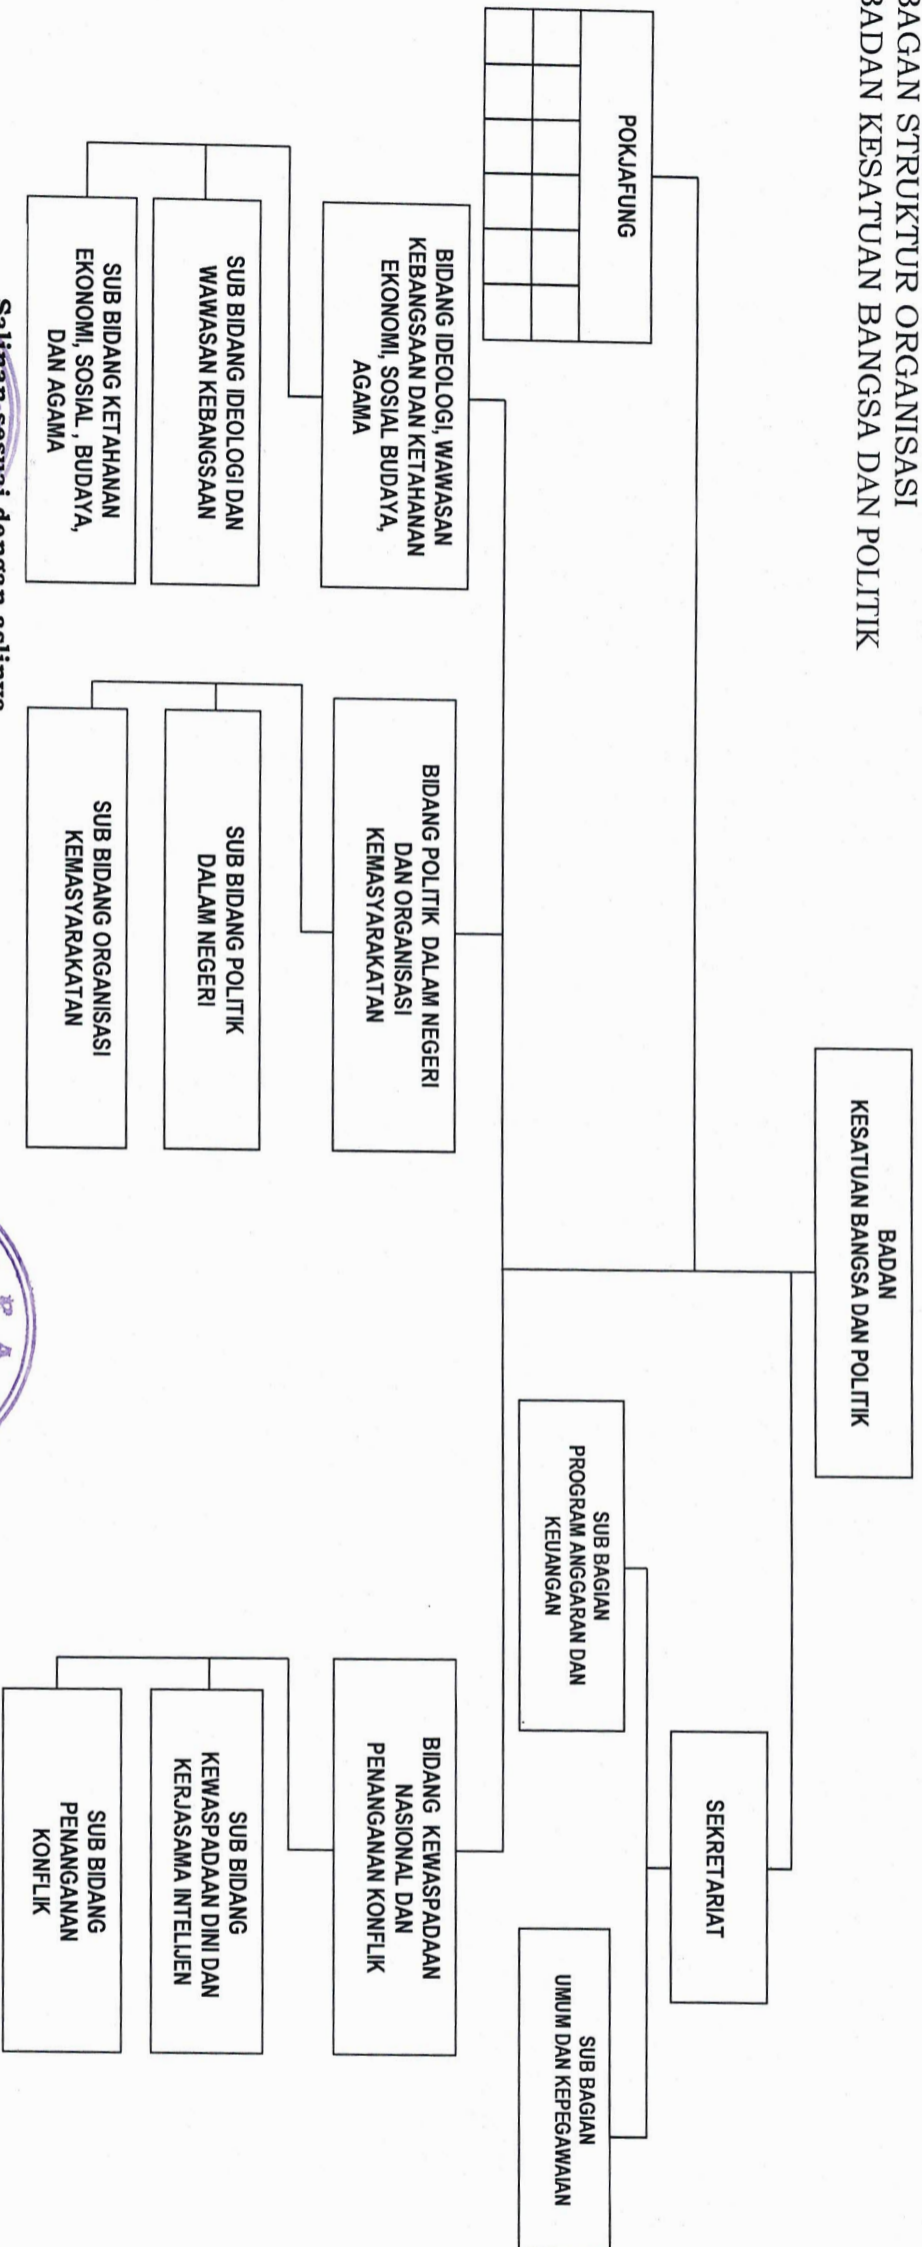 BAGAN STRUKTUR ORGANISASI
BADAN KESATUAN BANGSA DAN POLITIK
BADAN
KESATUAN BANGSA DAN POLITIK
SEKRETARIAT
SUB BAGIAN
PROGRAM ANGGARAN DAN
KEUANGAN
SUB BAGIAN
UMUM DAN KEPEGAWAIAN
POKJAFUNG
BIDANG IDEOLOGI, WAWASAN
KEBANGSAAN DAN KETAHANAN
EKONOMI, SOSIAL BUDAYA,
AGAMA
SUB BIDANG IDEOLOGI DAN
WAWASAN KEBANGSAAN
SUB BIDANG KETAHANAN
EKONOMI, SOSIAL , BUDAYA,
DAN AGAMA
BIDANG POLITIK DALAM NEGERI
DAN ORGANISASI
KEMASYARAKATAN
SUB BIDANG POLITIK
DALAM NEGERI
SUB BIDANG ORGANISASI
KEMASYARAKATAN
BIDANG KEWASPADAAN
NASIONAL DAN
PENANGANAN KONFLIK
SUB BIDANG
KEWASPADAAN DINI DAN
KERJASAMA INTELIJEN
SUB BIDANG
PENANGANAN
KONFLIK
Salinan sesuai dengan aslinya